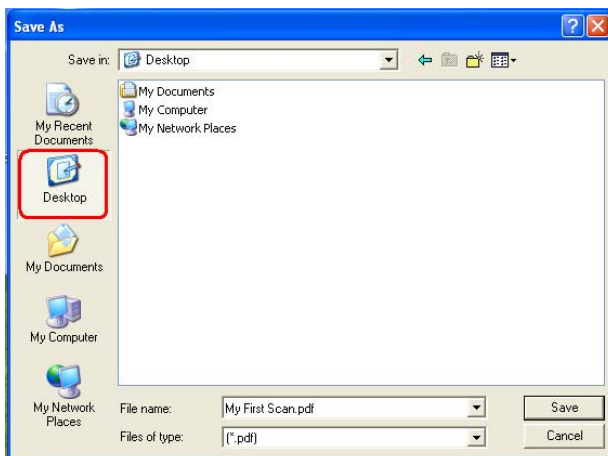 Save As
Save in:
Desktop
My Documents
My Computer
My Network Places
My Recent
Documents
Desktop
My Documents
My Computer
My Network
Places
File name:
My First Scan.pdf
Save
Files of type:
(*.pdf)
Cancel